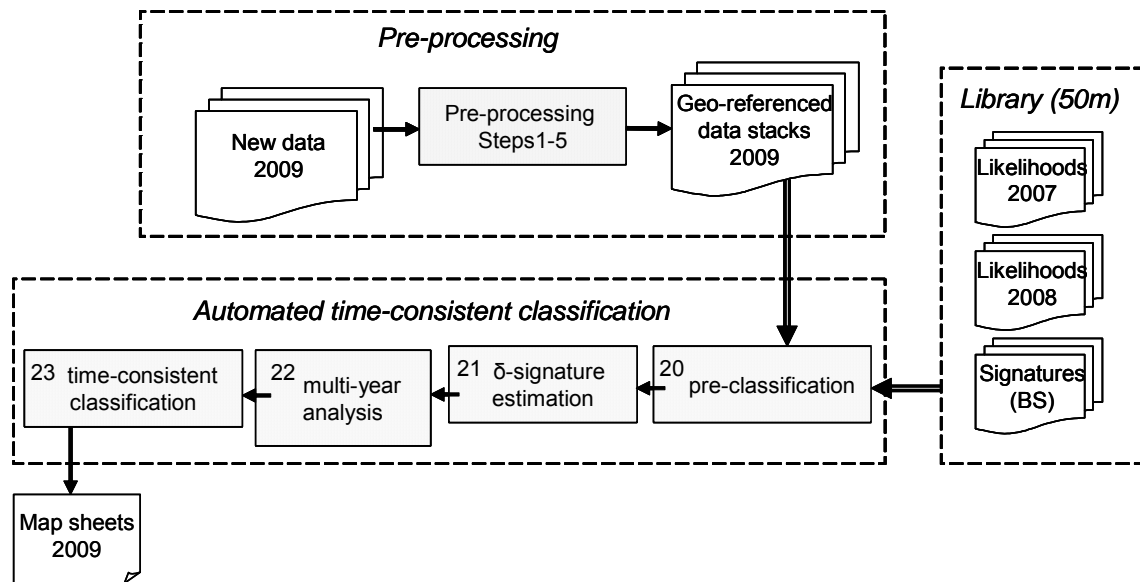 Pre-processing
New data
2009
Pre-processing
Steps1-5
Geo-referenced
data stacks
2009
Library (50m)
Likelihoods
2007
Likelihoods
2008
Signatures
(BS)
Automated time-consistent classification
23 time-consistent
classification
22
multi-year
analysis
21 δ-signature
estimation
20
pre-classification
Map sheets
2009